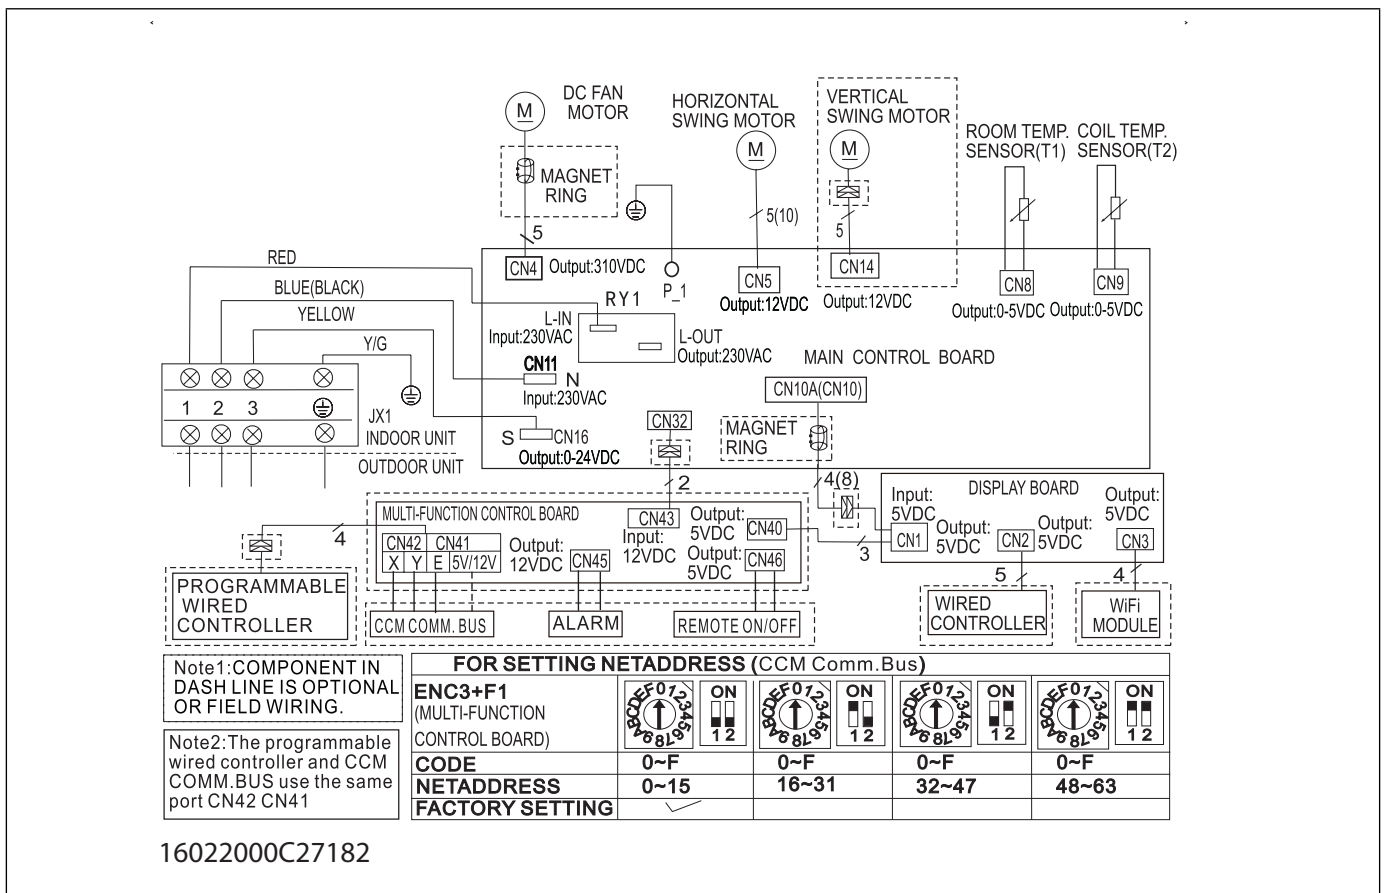 DC FAN
MOTOR
M
HORIZONTAL
SWING MOTOR
M
VERTICAL
SWING MOTOR
M
ROOM TEMP.
SENSOR(T1)
COIL TEMP.
SENSOR(T2)
MAGNET
RING
5
5(10)
5
RED
BLUE(BLACK)
YELLOW
Y/G
CN4
Output:310VDC
P_1
CN5
Output:12VDC
CN14
Output:12VDC
CN8
Output:0-5VDC
CN9
Output:0-5VDC
RY1
L-IN
Input:230VAC
L-OUT
Output:230VAC
CN11
N
Input:230VAC
MAIN CONTROL BOARD
CN10A(CN10)
S
CN16
Output:0-24VDC
CN32
MAGNET
RING
1 2 3
JX1
INDOOR UNIT
OUTDOOR UNIT
2
4(8)
MULTI-FUNCTION CONTROL BOARD
CN42 CN41
X Y E 5V/12V
Output:
12VDC
CN45
CN43
Input:
12VDC
Output:
5VDC
CN40
Output:
5VDC
CN46
4
3
DISPLAY BOARD
Input:
5VDC
CN1
Output:
5VDC
CN2
Output:
5VDC
Output:
5VDC
CN3
5
4
PROGRAMMABLE
WIRED
CONTROLLER
CCM COMM. BUS
ALARM
REMOTE ON/OFF
WIRED
CONTROLLER
WiFi
MODULE
Note1:COMPONENT IN
DASH LINE IS OPTIONAL
OR FIELD WIRING.
Note2:The programmable
wired controller and CCM
COMM.BUS use the same
port CN42 CN41
FOR SETTING NETADDRESS (CCM Comm.Bus)
ENC3+F1
(MULTI-FUNCTION
CONTROL BOARD)
0123456789ABCDEF
ON
1 2
0123456789ABCDEF
ON
1 2
0123456789ABCDEF
ON
1 2
0123456789ABCDEF
ON
1 2
CODE 0~F 0~F 0~F 0~F
NETADDRESS 0~15 16~31 32~47 48~63
FACTORY SETTING
16022000C27182